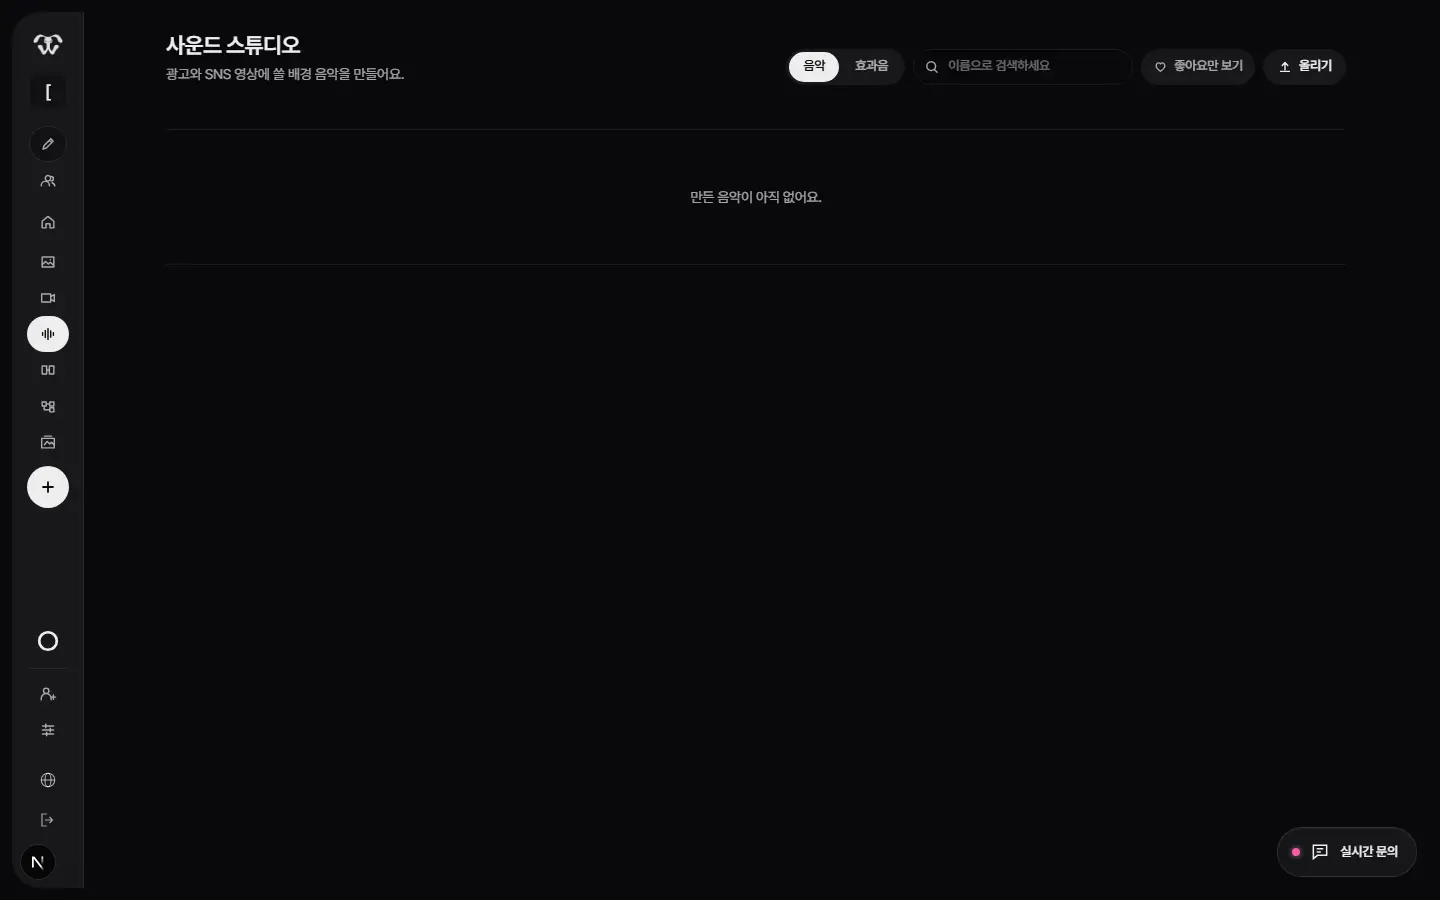 사운드 스튜디오
광고와 SNS 영상에 쓸 배경 음악을 만들어요.
음악
효과음
이름으로 검색하세요
좋아요만 보기
올리기
[
만든 음악이 아직 없어요.
N
실시간 문의